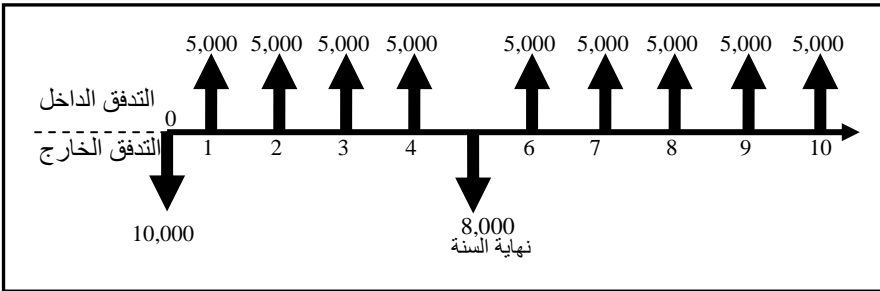 5,000 5,000 5,000 5,000 5,000 5,000 5,000 5,000 5,000
التدفق الداخل
0
التدفق الخارج
1 2 3 4 6 7 8 9 10
10,000 8,000
نهاية السنة